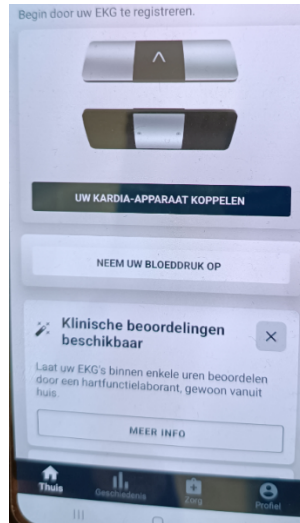 Begin door uw EKG te registreren.
UW KARDIA-APPARAAT KOPPELEN
NEEM UW BLOEDDRUK OP
Klinische beoordelingen
beschikbaar
Laat uw EKG's binnen enkele uren beoordelen
door een hartfunctielaborant, gewoon vanuit
huis.
MEER INFO
Thuis Geschiedenis Zorg Profiel